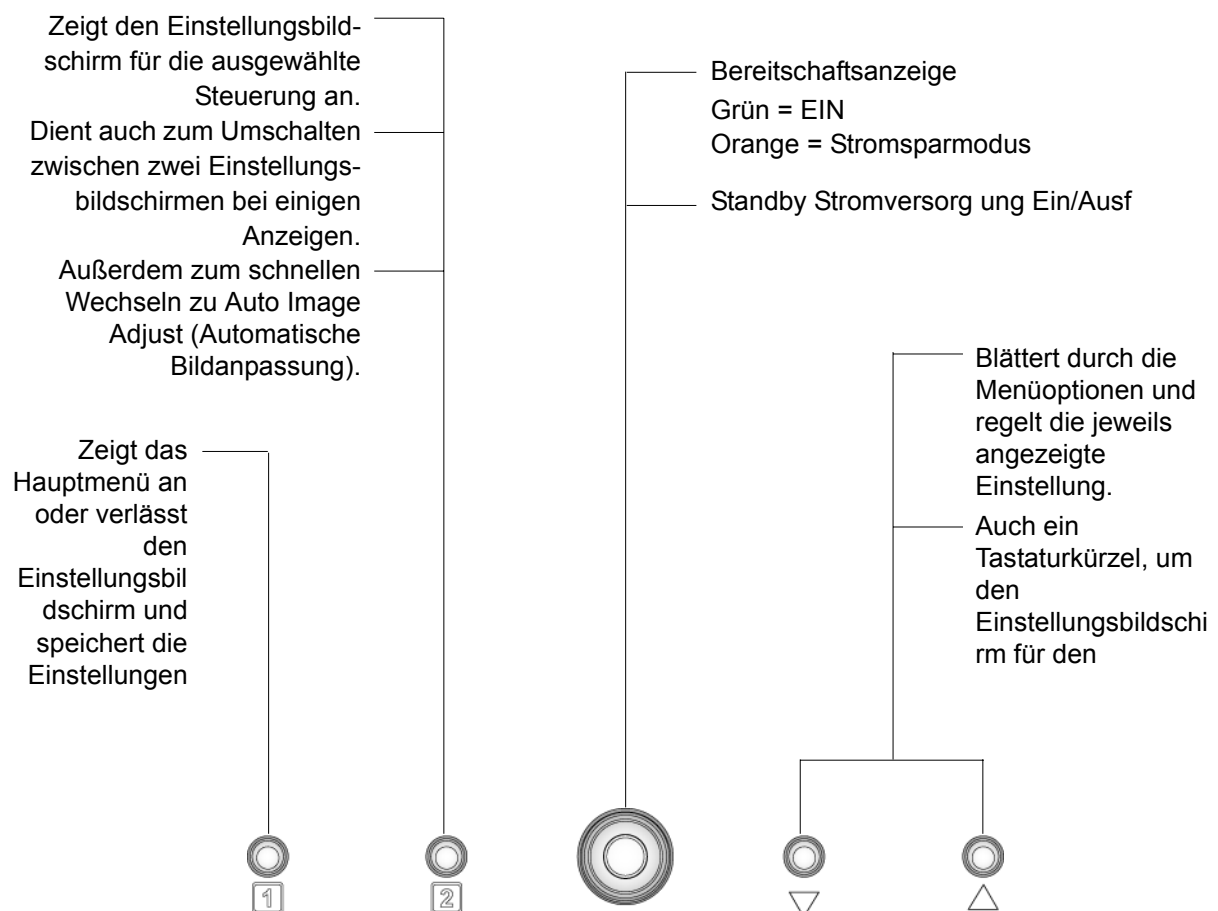 Zeigt den Einstellungsbild-
schirm für die ausgewählte
Steuerung an.
Dient auch zum Umschalten
zwischen zwei Einstellungs-
bildschirmen bei einigen
Anzeigen.
Außerdem zum schnellen
Wechseln zu Auto Image
Adjust (Automatische
Bildanpassung).
Zeigt das
Hauptmenü an
oder verlässt
den
Einstellungsbil
dschirm und
speichert die
Einstellungen
Bereitschaftsanzeige
Grün = EIN
Orange = Stromsparmodus
Standby Stromversorg ung Ein/Ausf
Blättert durch die
Menüoptionen und
regelt die jeweils
angezeigte
Einstellung.
Auch ein
Tastaturkürzel, um
den
Einstellungsbildschi
rm für den
1
2